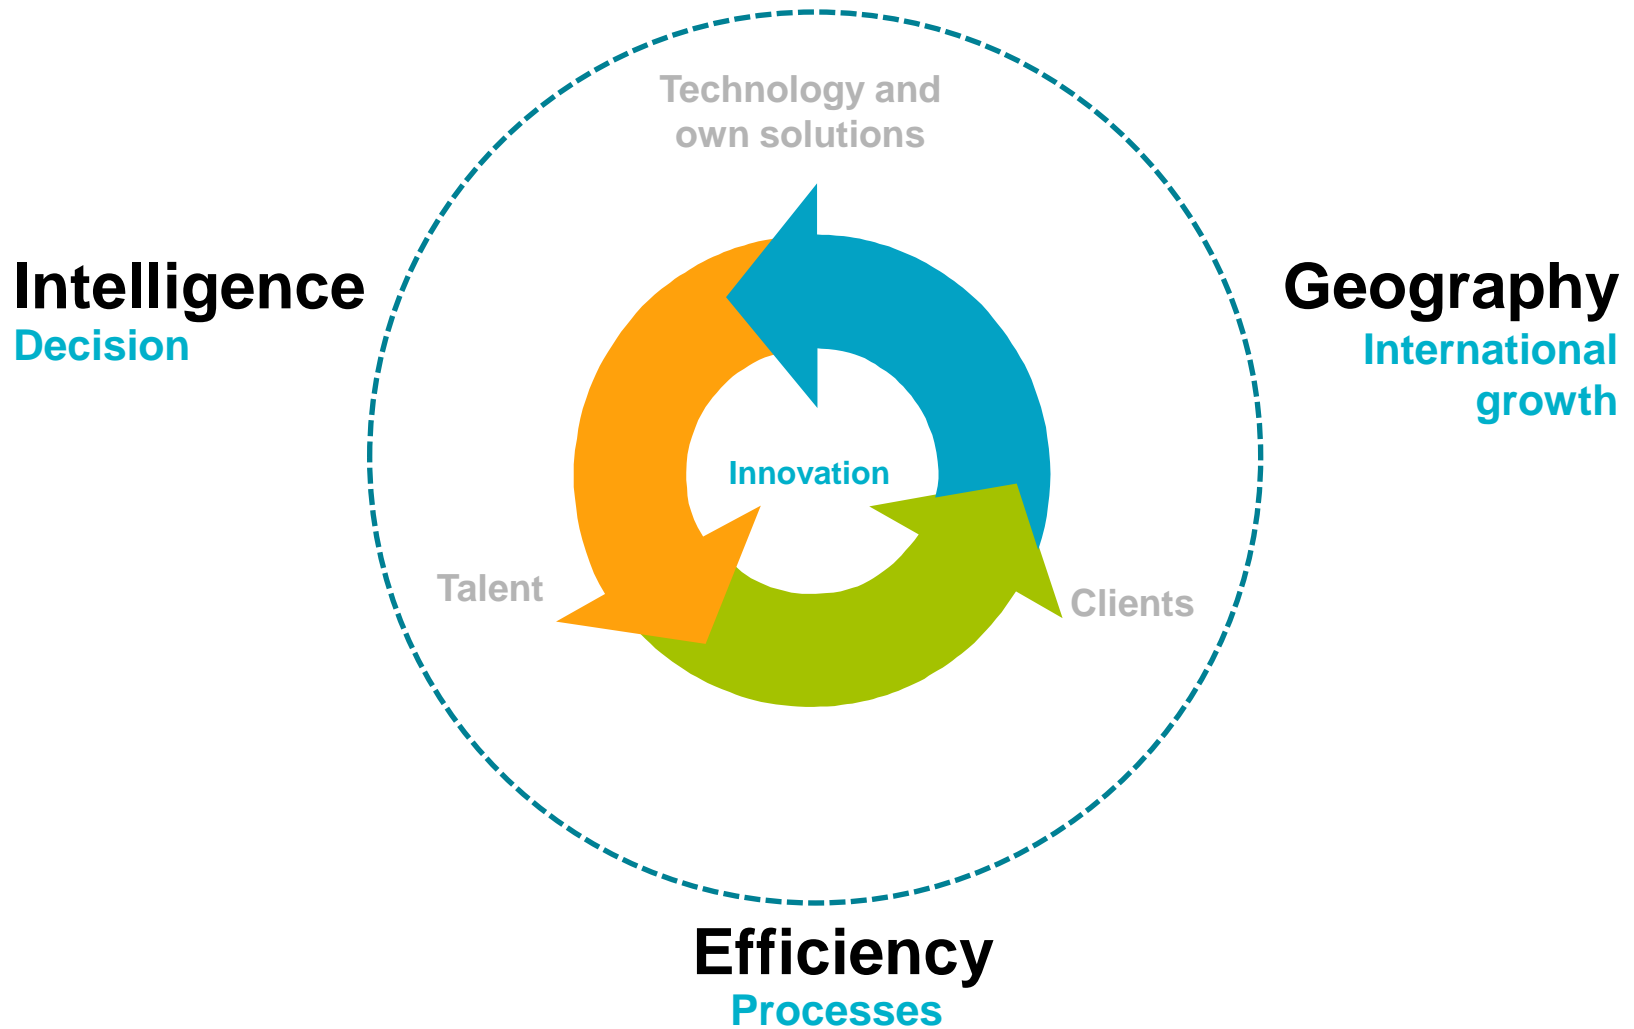 Technology and
own solutions
Intelligence
Decision
Geography
International
growth
Innovation
Talent
Clients
Efficiency
Processes